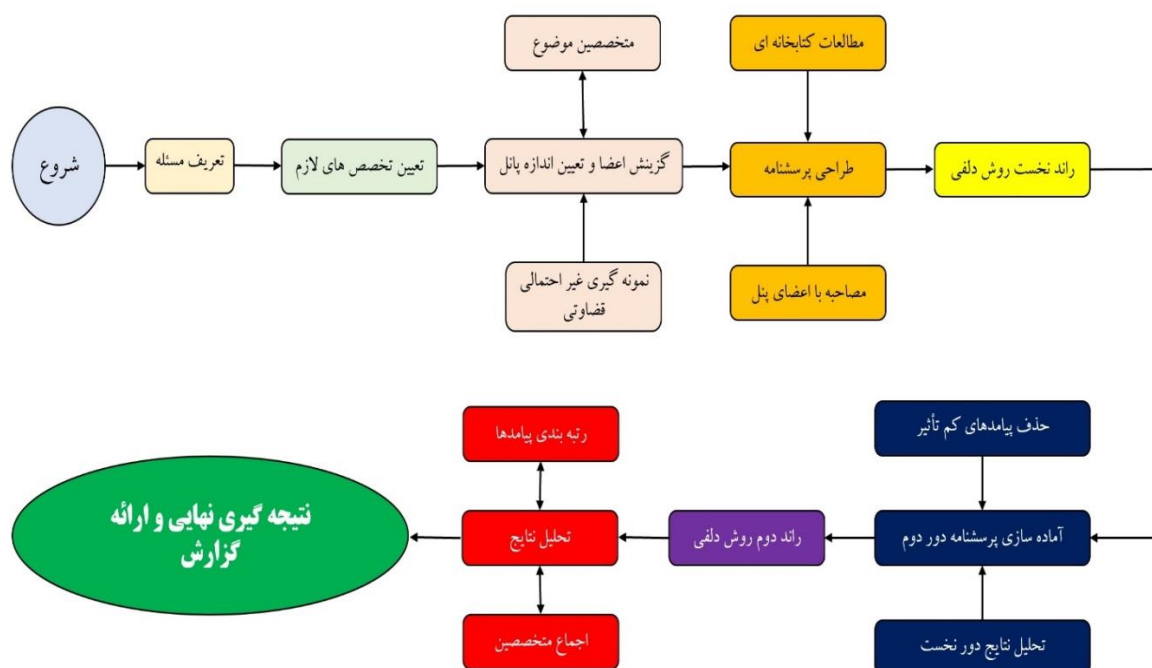 متخصصین موضوع
مطالعات کتابخانه ای
شروع
تعریف مسئله
تعیین تخصص های لازم
گزینش اعضا و تعیین اندازه پانل
طراحی پرسشنامه
راند نخست روش دلفی
نمونه گیری غیر احتمالی
قضاوتی
مصاحبه با اعضای پنل
حذف پیامدهای کم تأثیر
رتبه بندی پیامدها
آماده سازی پرسشنامه دور دوم
راند دوم روش دلفی
تحلیل نتایج
نتیجه گیری نهایی و ارائه
گزارش
تحلیل نتایج دور نخست
اجماع متخصصین